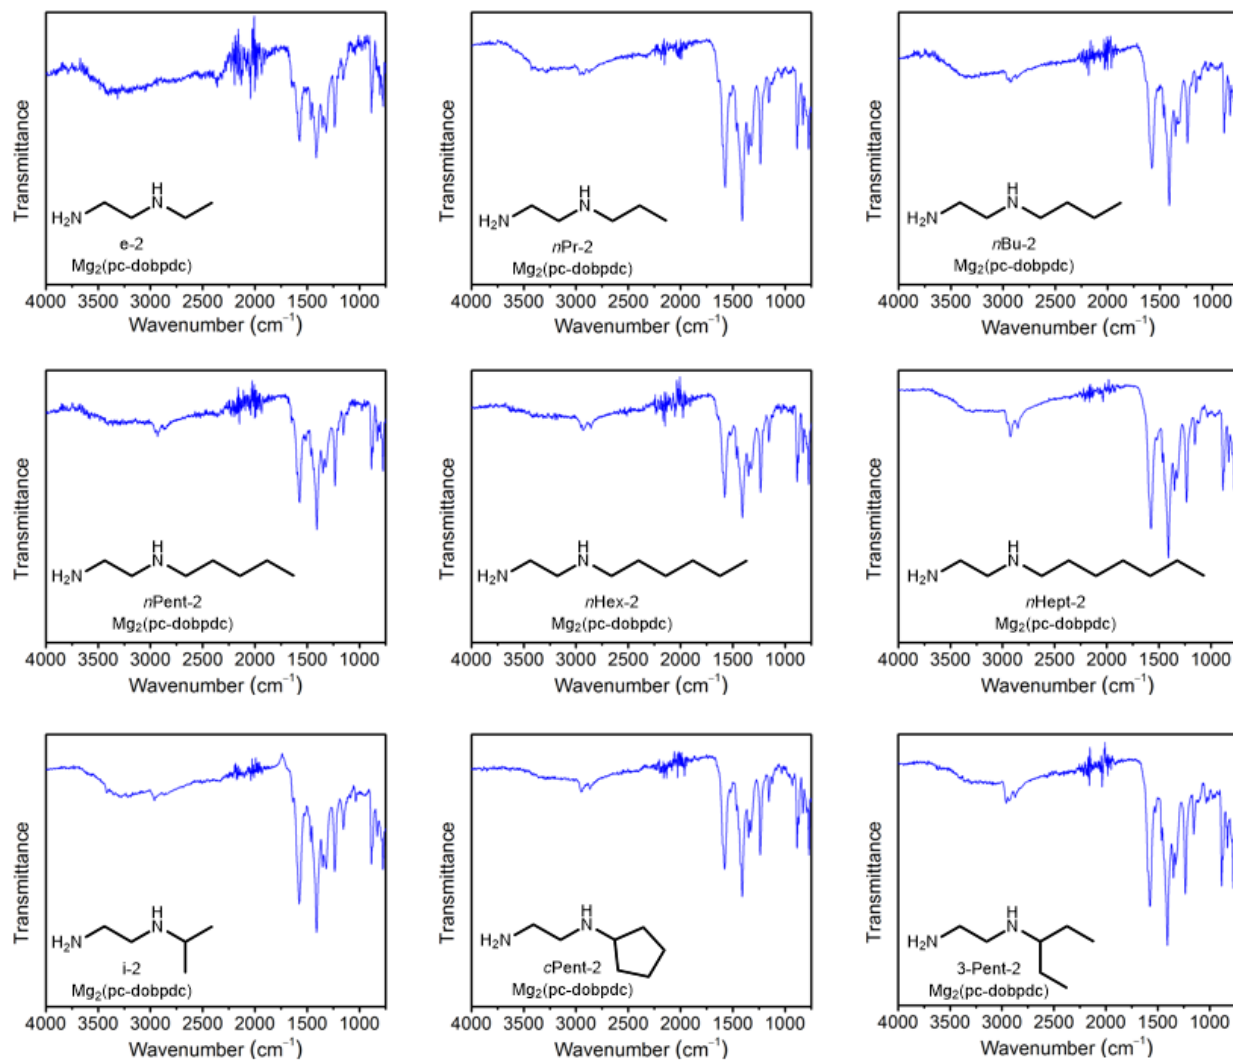 Transmittance
H
N
H₂N
e-2
Mg₂(pc-dobpdc)
4000 3500 3000 2500 2000 1500 1000
Wavenumber (cm⁻¹)
Transmittance
H
N
H₂N
nPr-2
Mg₂(pc-dobpdc)
4000 3500 3000 2500 2000 1500 1000
Wavenumber (cm⁻¹)
Transmittance
H
N
H₂N
nBu-2
Mg₂(pc-dobpdc)
4000 3500 3000 2500 2000 1500 1000
Wavenumber (cm⁻¹)
Transmittance
H
N
H₂N
nPent-2
Mg₂(pc-dobpdc)
4000 3500 3000 2500 2000 1500 1000
Wavenumber (cm⁻¹)
Transmittance
H
N
H₂N
nHex-2
Mg₂(pc-dobpdc)
4000 3500 3000 2500 2000 1500 1000
Wavenumber (cm⁻¹)
Transmittance
H
N
H₂N
nHept-2
Mg₂(pc-dobpdc)
4000 3500 3000 2500 2000 1500 1000
Wavenumber (cm⁻¹)
Transmittance
H
N
H₂N
i-2
Mg₂(pc-dobpdc)
4000 3500 3000 2500 2000 1500 1000
Wavenumber (cm⁻¹)
Transmittance
H
N
H₂N
cPent-2
Mg₂(pc-dobpdc)
4000 3500 3000 2500 2000 1500 1000
Wavenumber (cm⁻¹)
Transmittance
H
N
H₂N
3-Pent-2
Mg₂(pc-dobpdc)
4000 3500 3000 2500 2000 1500 1000
Wavenumber (cm⁻¹)